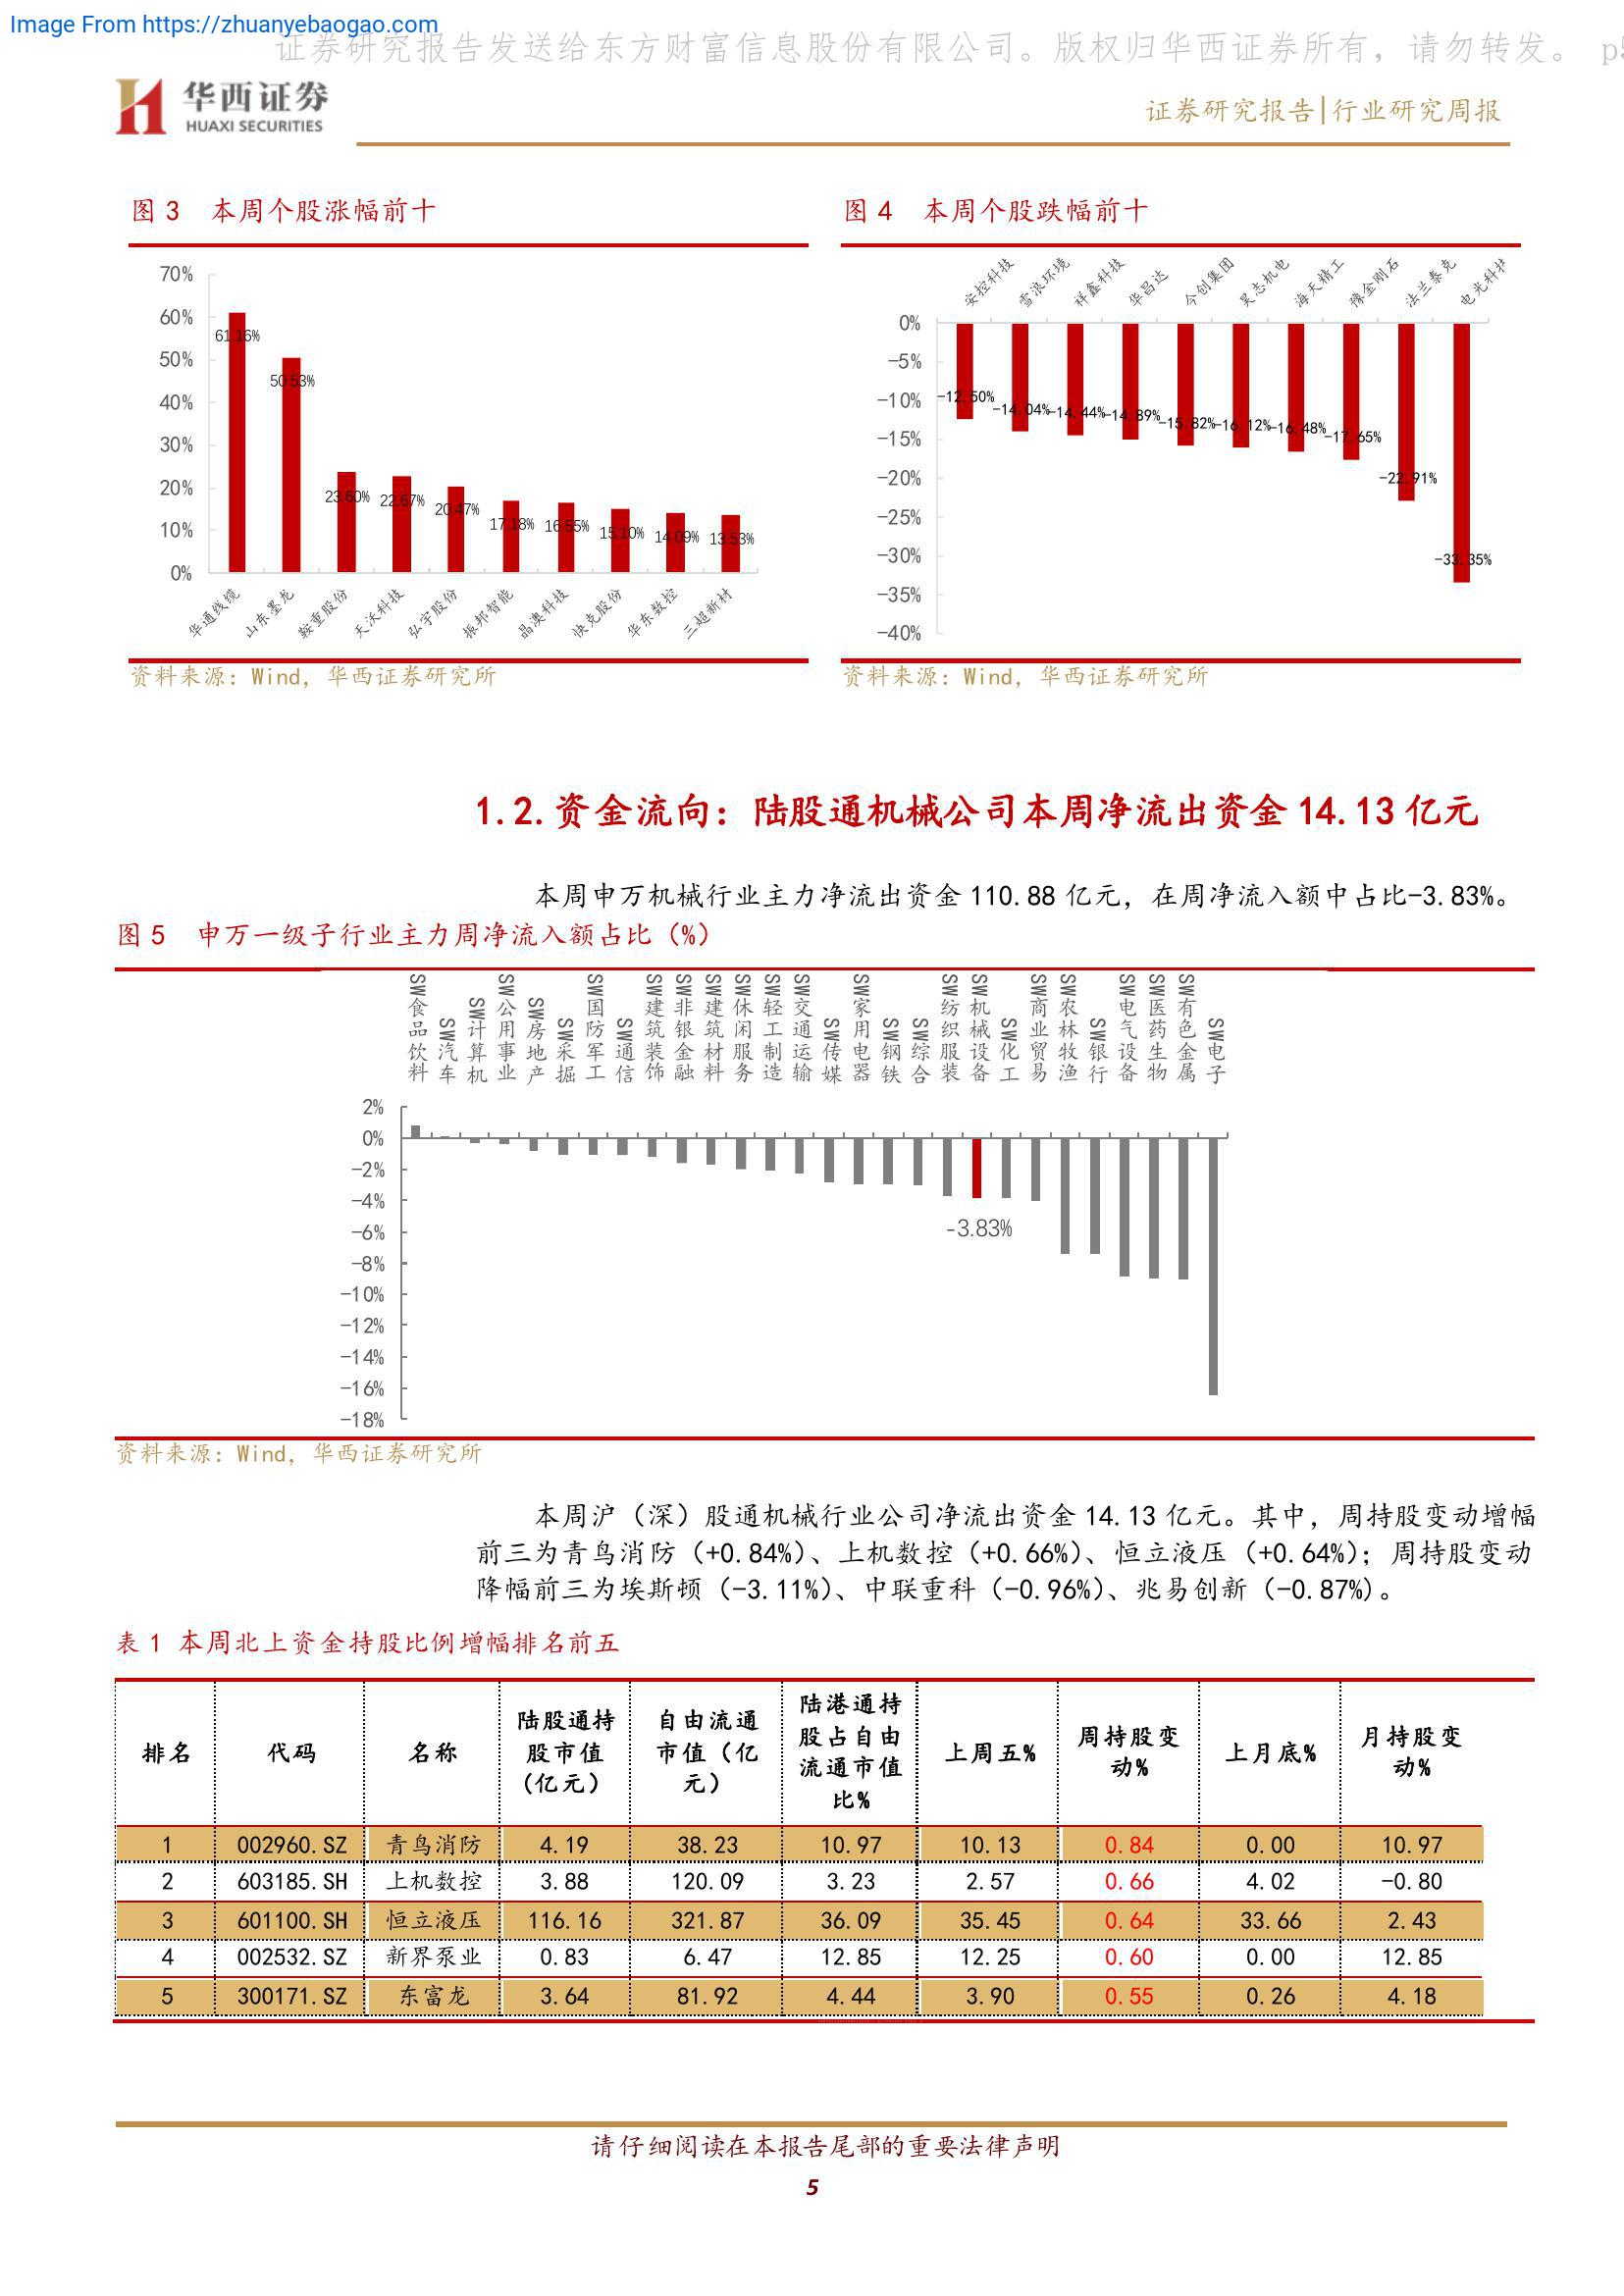 Image From https://zhuanyebaogao.com
证券研究报告发送给东方财富信息股份有限公司。版权归华西证券所有，请勿转发。 p5
华西证券
HUAXI SECURITIES
证券研究报告|行业研究周报
图 3 本周个股涨幅前十
70%
60%
50%
40%
30%
20%
10%
0%
61.16%
50.53%
23.60%
22.67%
20.47%
17.18%
16.55%
15.10%
14.09%
13.53%
华通线缆
山东墨龙
鞍重股份
天沃科技
弘宇股份
振邦智能
晶澳科技
快克股份
华东数控
三超新材
资料来源：Wind，华西证券研究所
图 4 本周个股跌幅前十
安控科技
雪浪环境
祥鑫科技
华昌达
今创集团
昊志机电
海天精工
豫金刚石
法兰泰克
电光科技
0%
-5%
-10%
-15%
-20%
-25%
-30%
-35%
-40%
-12.50%
-14.04%
-14.44%
-14.89%
-15.82%
-16.12%
-16.48%
-17.65%
-22.91%
-33.35%
资料来源：Wind，华西证券研究所
1.2.资金流向：陆股通机械公司本周净流出资金 14.13 亿元
本周申万机械行业主力净流出资金 110.88 亿元，在周净流入额中占比-3.83%。
图 5 申万一级子行业主力周净流入额占比（%）
SW食品饮料
SW汽车
SW计算机
SW公用事业
SW房地产
SW采掘
SW国防军工
SW通信
SW建筑装饰
SW非银金融
SW建筑材料
SW休闲服务
SW轻工制造
SW交通运输
SW传媒
SW家用电器
SW钢铁
SW综合
SW纺织服装
SW机械设备
SW化工
SW商业贸易
SW农林牧渔
SW银行
SW电气设备
SW医药生物
SW有色金属
SW电子
2%
0%
-2%
-4%
-6%
-8%
-10%
-12%
-14%
-16%
-18%
-3.83%
资料来源：Wind，华西证券研究所
本周沪（深）股通机械行业公司净流出资金 14.13 亿元。其中，周持股变动增幅
前三为青鸟消防（+0.84%）、上机数控（+0.66%）、恒立液压（+0.64%）；周持股变动
降幅前三为埃斯顿（-3.11%）、中联重科（-0.96%）、兆易创新（-0.87%）。
表 1 本周北上资金持股比例增幅排名前五
排名 代码 名称 陆股通持股市值（亿元） 自由流通市值（亿元） 陆港通持股占自由流通市值比% 上周五% 周持股变动% 上月底% 月持股变动%
1 002960.SZ 青鸟消防 4.19 38.23 10.97 10.13 0.84 0.00 10.97
2 603185.SH 上机数控 3.88 120.09 3.23 2.57 0.66 4.02 -0.80
3 601100.SH 恒立液压 116.16 321.87 36.09 35.45 0.64 33.66 2.43
4 002532.SZ 新界泵业 0.83 6.47 12.85 12.25 0.60 0.00 12.85
5 300171.SZ 东富龙 3.64 81.92 4.44 3.90 0.55 0.26 4.18
请仔细阅读在本报告尾部的重要法律声明
5